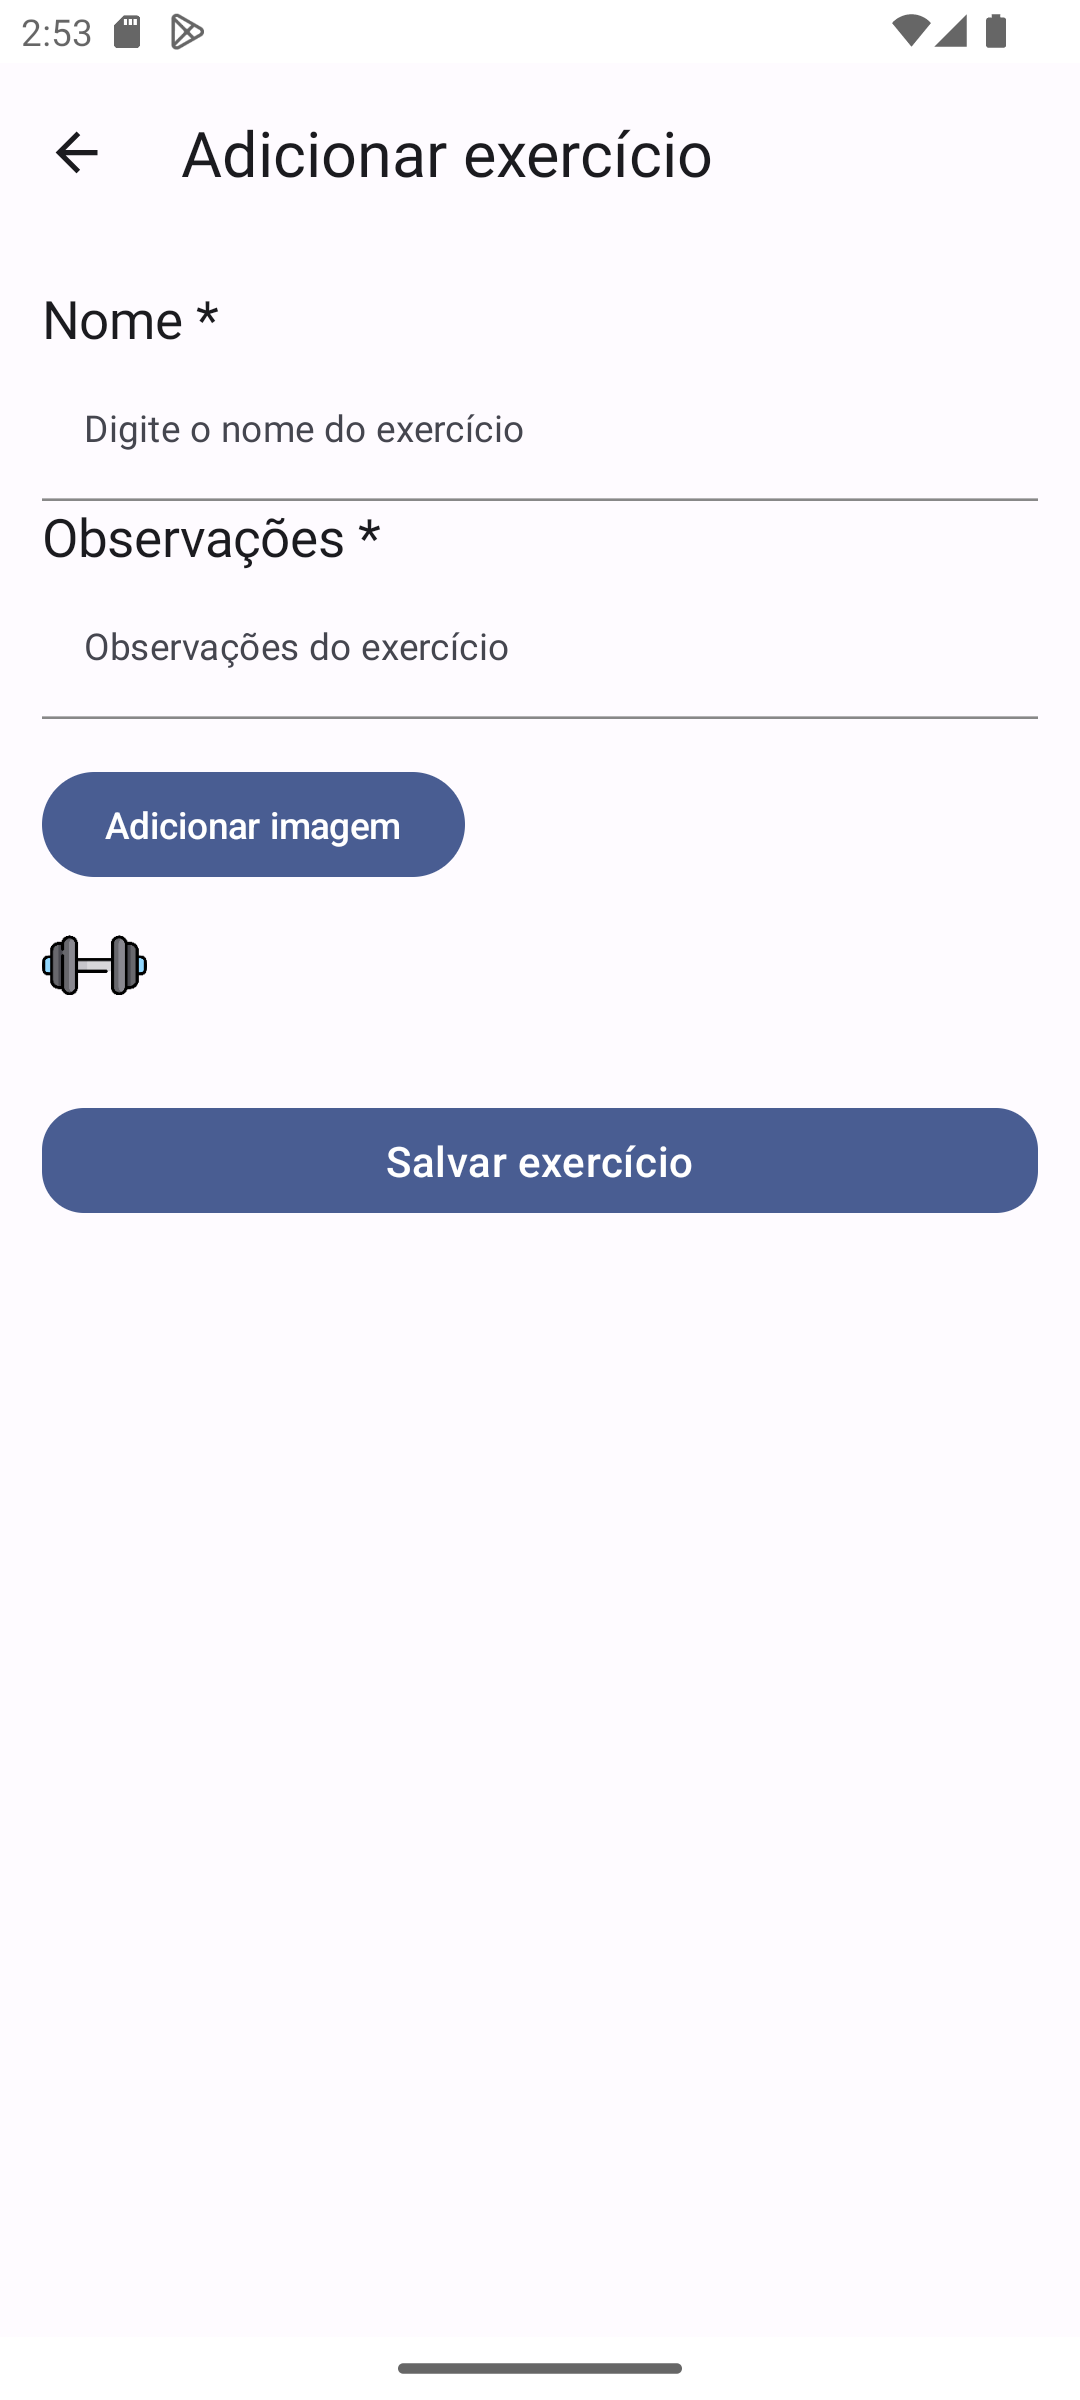 2:53
Adicionar exercício
Nome *
Digite o nome do exercício
Observações *
Observações do exercício
Adicionar imagem
Salvar exercício